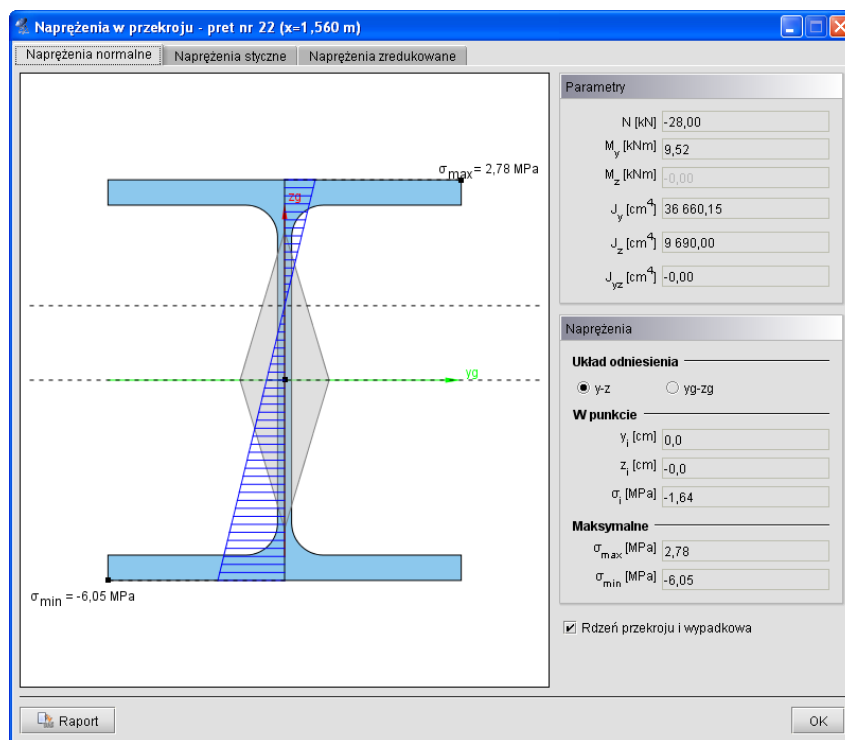 Naprężenia w przekroju - pret nr 22 (x=1,560 m)
Naprężenia normalne Naprężenia styczne Naprężenia zredukowane
σmax= 2,78 MPa
zg
yg
σmin = -6,05 MPa
Parametry
N [kN] -28,00
My [kNm] 9,52
Mz [kNm] -0,00
Jy [cm4] 36 660,15
Jz [cm4] 9 690,00
Jyz [cm4] -0,00
Naprężenia
Układ odniesienia
y-z yg-zg
W punkcie
yi [cm] 0,0
zi [cm] -0,0
σi [MPa] -1,64
Maksymalne
σmax [MPa] 2,78
σmin [MPa] -6,05
Rdzeń przekroju i wypadkowa
Raport OK